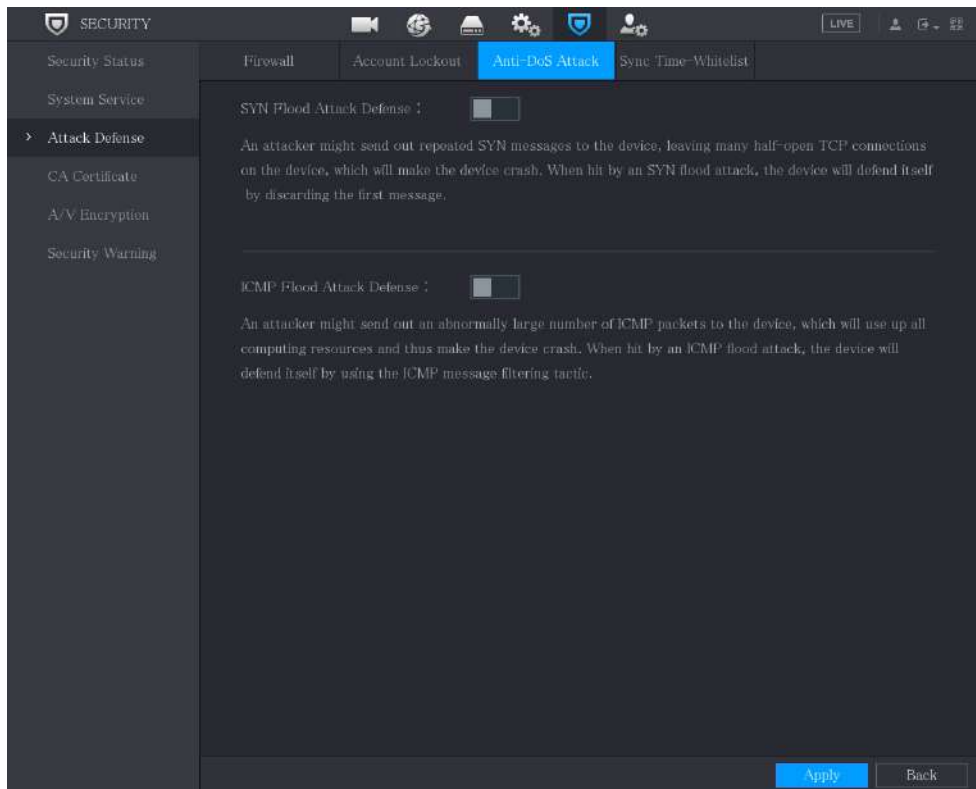 SECURITY
LIVE
Security Status
System Service
Attack Defense
CA Certificate
A/V Encryption
Security Warning
Firewall
Account Lockout
Anti-DoS Attack
Sync Time-Whitelist
SYN Flood Attack Defense :
An attacker might send out repeated SYN messages to the device, leaving many half-open TCP connections
on the device, which will make the device crash. When hit by an SYN flood attack, the device will defend itself
by discarding the first message.
ICMP Flood Attack Defense :
An attacker might send out an abnormally large number of ICMP packets to the device, which will use up all
computing resources and thus make the device crash. When hit by an ICMP flood attack, the device will
defend itself by using the ICMP message filtering tactic.
Apply
Back